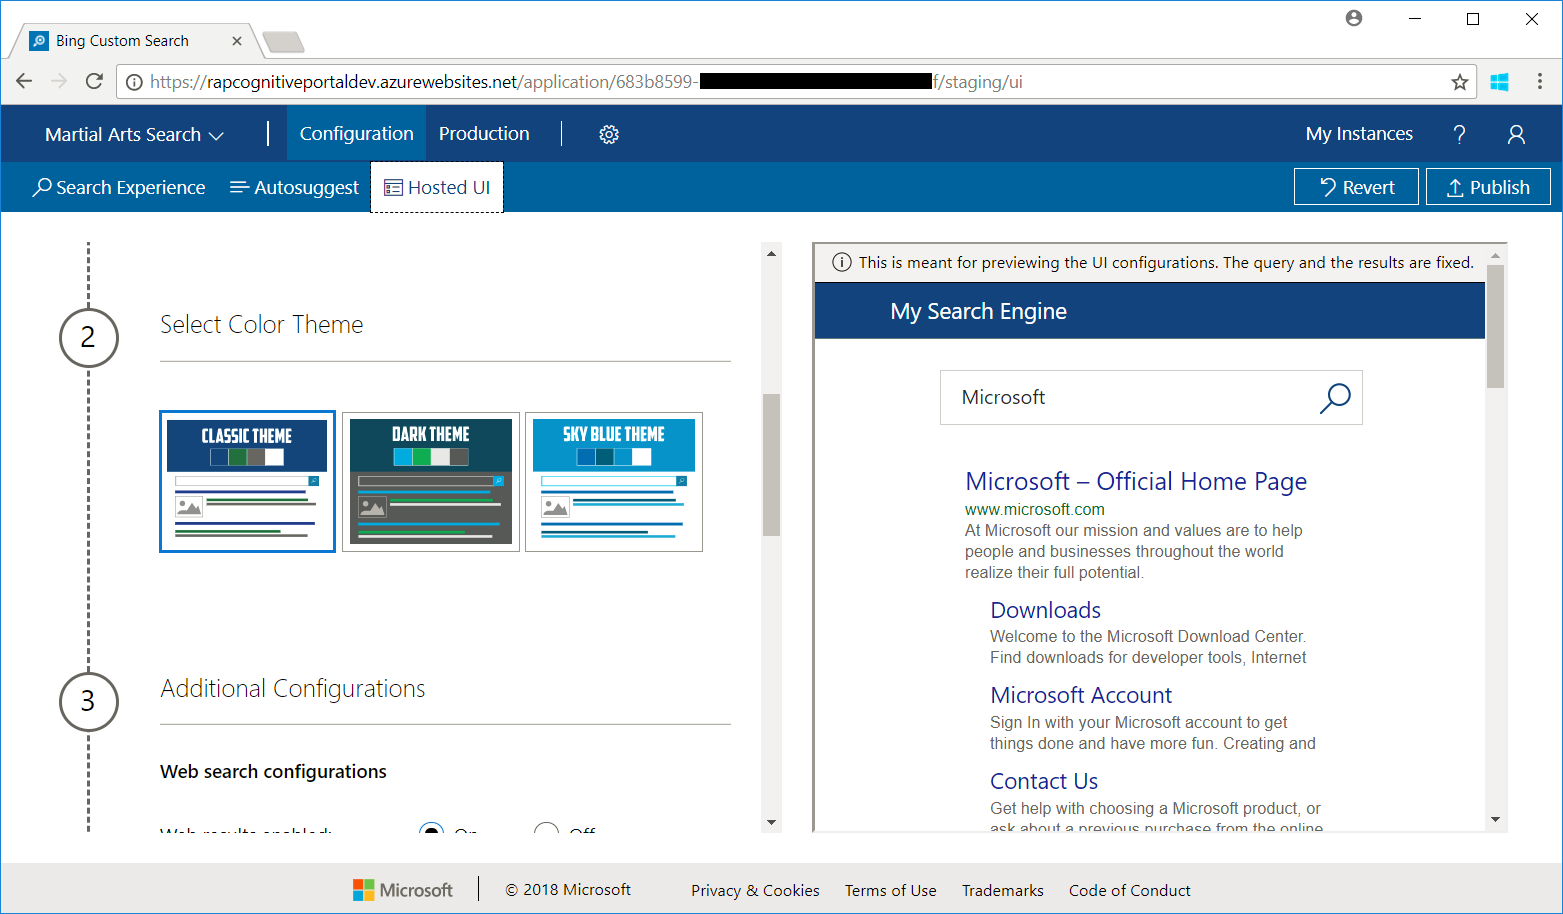 Bing Custom Search
https://rapcognitiveportaldev.azurewebsites.net/application/683b8599-
f/staging/ui
Martial Arts Search
Configuration
Production
My Instances
?
Search Experience
Autosuggest
Hosted UI
Revert
Publish
2
Select Color Theme
CLASSIC THEME
DARK THEME
SKY BLUE THEME
3
Additional Configurations
Web search configurations
Web results enabled:
On
Off
This is meant for previewing the UI configurations. The query and the results are fixed.
My Search Engine
Microsoft
Microsoft – Official Home Page
www.microsoft.com
At Microsoft our mission and values are to help
people and businesses throughout the world
realize their full potential.
Downloads
Welcome to the Microsoft Download Center.
Find downloads for developer tools, Internet
Microsoft Account
Sign In with your Microsoft account to get
things done and have more fun. Creating and
Contact Us
Get help with choosing a Microsoft product, or
ask about a previous purchase from the online
Microsoft
© 2018 Microsoft
Privacy & Cookies
Terms of Use
Trademarks
Code of Conduct